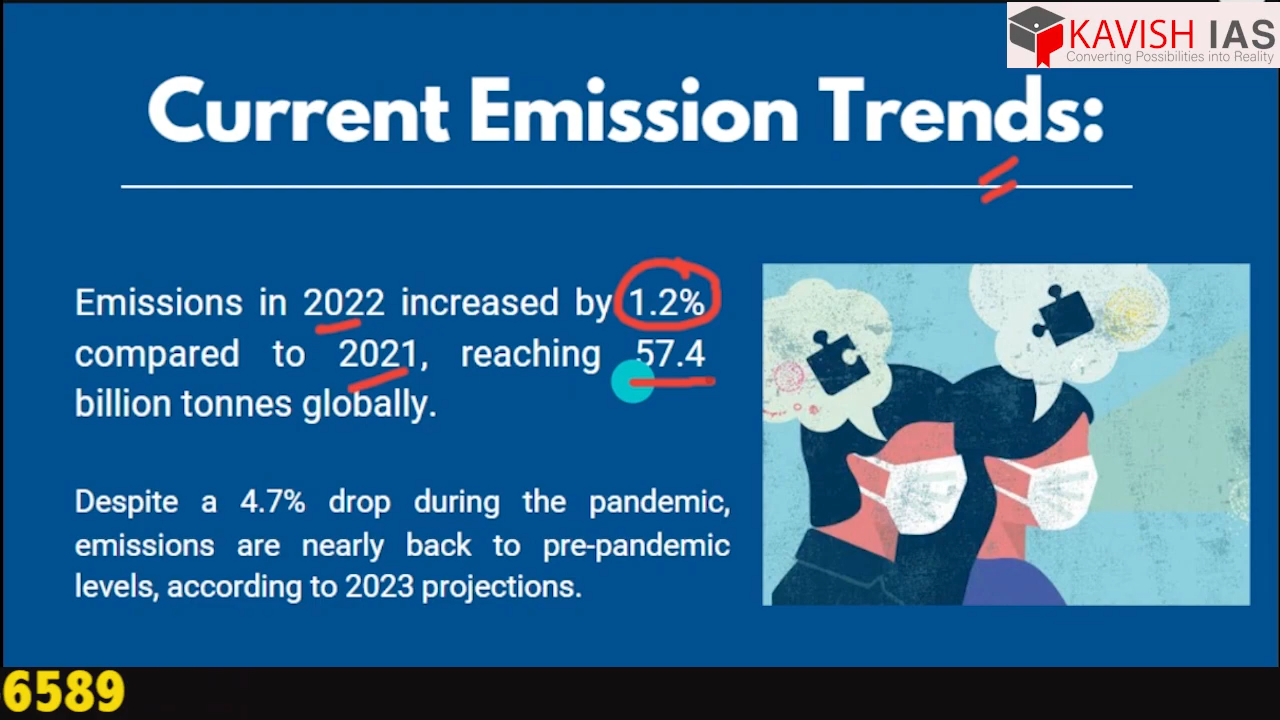 KAVISH IAS
Converting Possibilities into Reality
Current Emission Trends:
Emissions in 2022 increased by 1.2%
compared to 2021, reaching 57.4
billion tonnes globally.
Despite a 4.7% drop during the pandemic,
emissions are nearly back to pre-pandemic
levels, according to 2023 projections.
6589